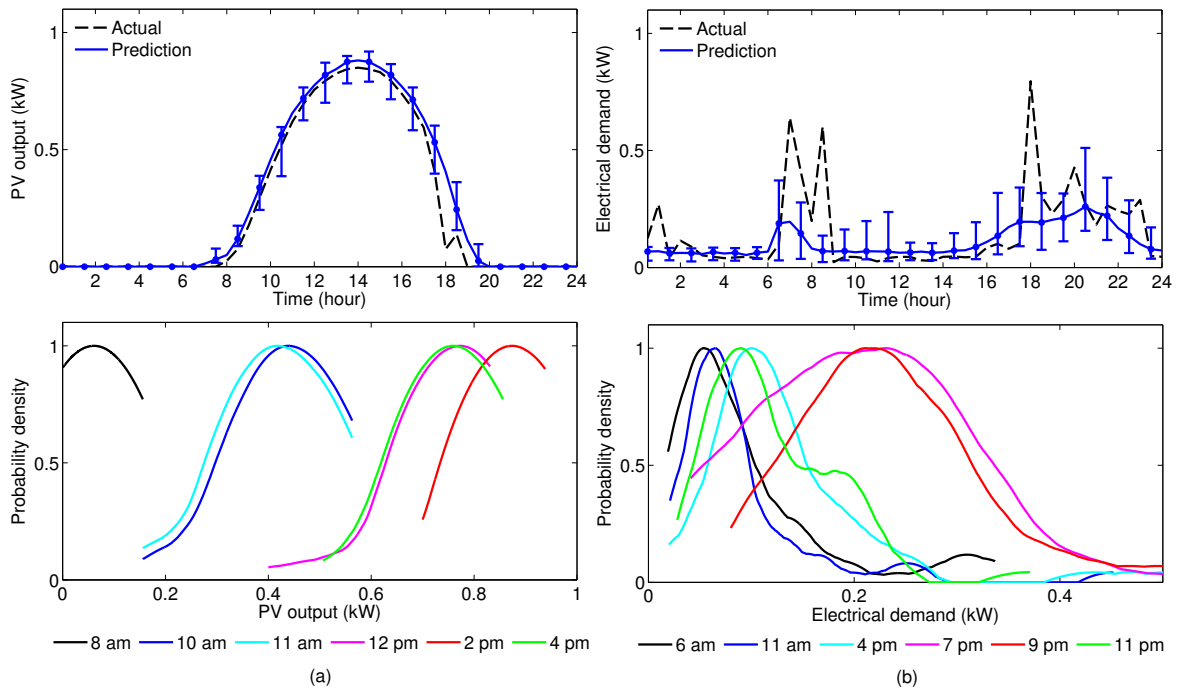 Actual
Prediction
1
0.5
0
PV output (kW)
2 4 6 8 10 12 14 16 18 20 22 24
Time (hour)
Actual
Prediction
1
0.5
0
Electrical demand (kW)
2 4 6 8 10 12 14 16 18 20 22 24
Time (hour)
1
0.5
0
Probability density
0 0.2 0.4 0.6 0.8 1
PV output (kW)
8 am 10 am 11 am 12 pm 2 pm 4 pm
(a)
1
0.5
0
Probability density
0 0.2 0.4
Electrical demand (kW)
6 am 11 am 4 pm 7 pm 9 pm 11 pm
(b)